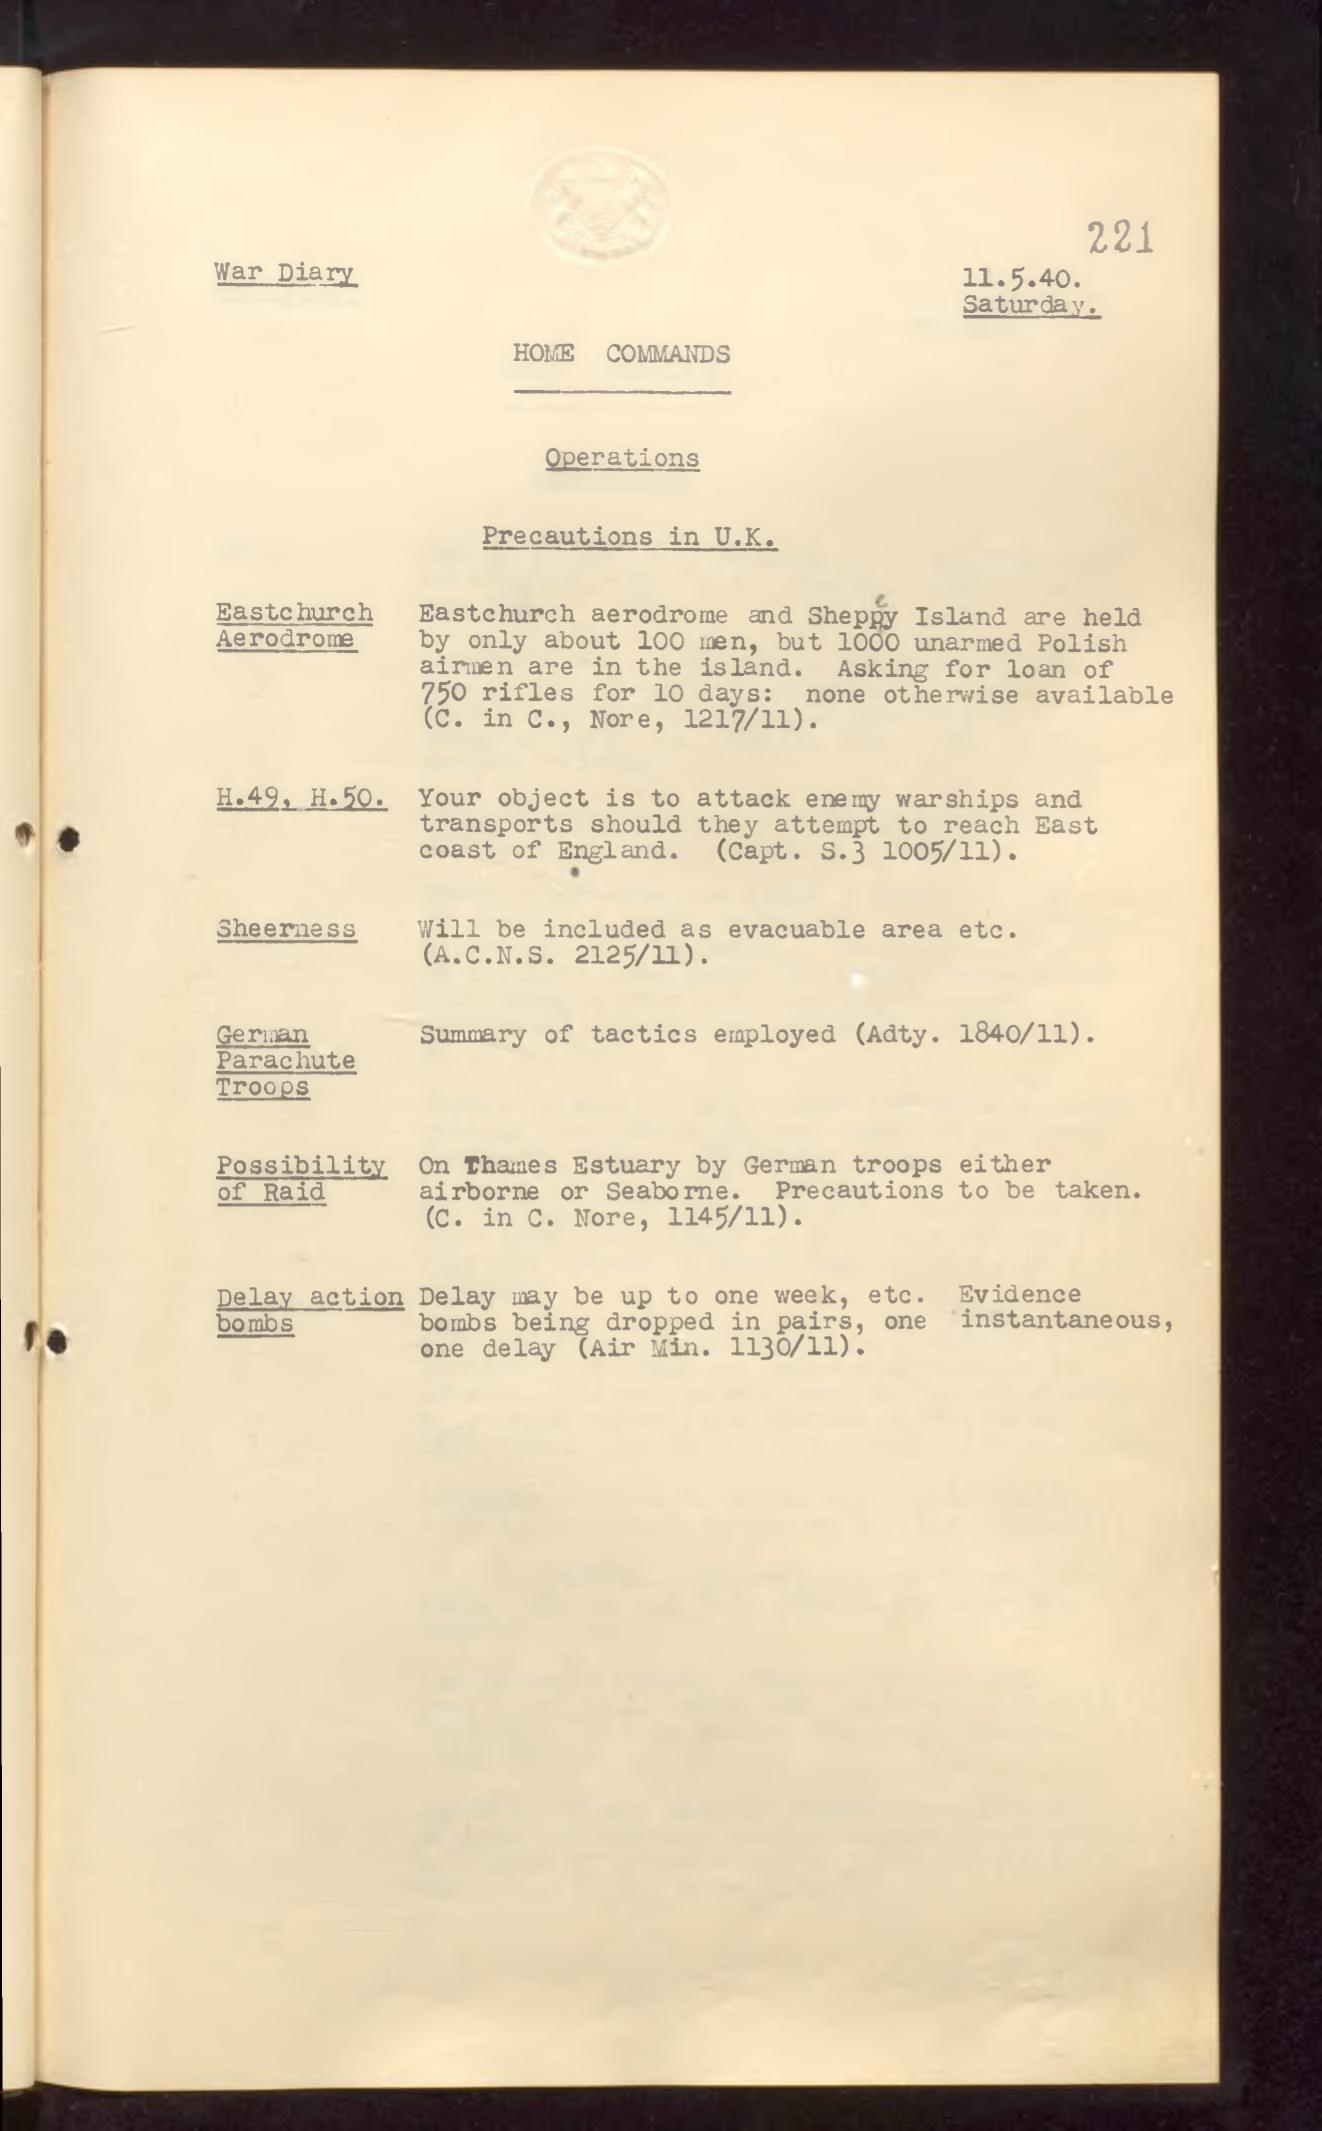 221
War Diary
11.5.40.
Saturday.
HOME COMMANDS
Operations
Precautions in U.K.
Eastchurch Aerodrome
Eastchurch aerodrome and Sheppey Island are held
by only about 100 men, but 1000 unarmed Polish
airmen are in the island. Asking for loan of
750 rifles for 10 days: none otherwise available
(C. in C., Nore, 1217/11).
H.49, H.50.
Your object is to attack enemy warships and
transports should they attempt to reach East
coast of England. (Capt. S.3 1005/11).
Sheerness
Will be included as evacuable area etc.
(A.C.N.S. 2125/11).
German
Parachute
Troops
Summary of tactics employed (Adty. 1840/11).
Possibility
of Raid
On Thames Estuary by German troops either
airborne or Seaborne. Precautions to be taken.
(C. in C. Nore, 1145/11).
Delay action
bombs
Delay may be up to one week, etc. Evidence
bombs being dropped in pairs, one instantaneous,
one delay (Air Min. 1130/11).